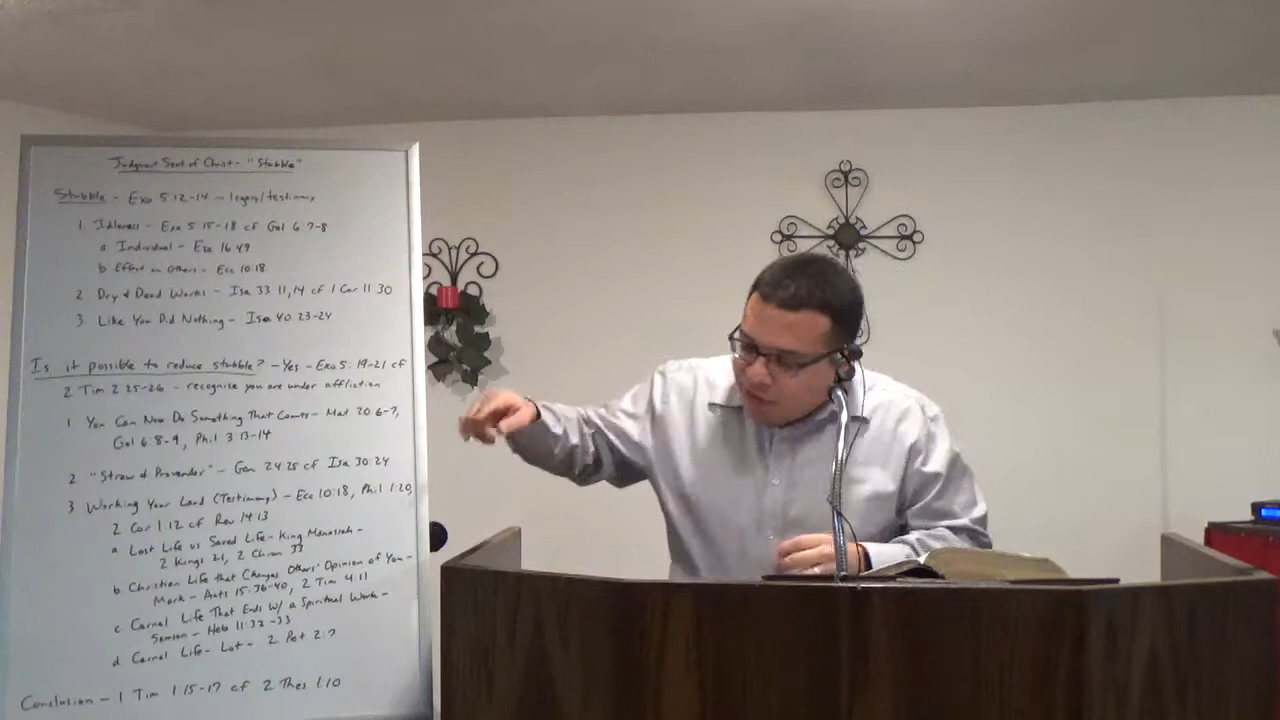 Judgment Seat of Christ - "Stubble"
Stubble - Exo 5:12-14 ~ legacy/testimony
1 Idleness - Exo 5:15-18 cf Gal 6:7-8
a Individual - Eze 16:49
b Effect on Others - Ecc 10:18
2 Dry & Dead Works - Isa 33 11,14 cf 1 Cor 11 30
3 Like You Did Nothing - Isa 40 23-24
Is it possible to reduce stubble? - Yes - Exo 5:19-21 cf
2 Tim 2 25-26 - recognise you are under affliction
1 You Can Now Do Something That Counts - Mat 20 6-7,
Gal 6:8-9, Phil 3 13-14
2 "Straw & Provender" - Gen 24:25 cf Isa 30:24
3 Working Your Land (Testimony) - Ecc 10:18, Phil 1:20,
2 Cor 1:12 cf Rev 14:13
a Lost Life vs Saved Life - King Manassah -
2 Kings 21, 2 Chron 33
b Christian Life that Changes Others' Opinion of You -
Mark - Acts 15:36-40, 2 Tim 4:11
c Carnal Life That Ends W/ a Spiritual Work -
Samson - Heb 11:32-33
d Carnal Life - Lot - 2 Pet 2:7
Conclusion - 1 Tim 1 15-17 cf 2 Thes 1:10